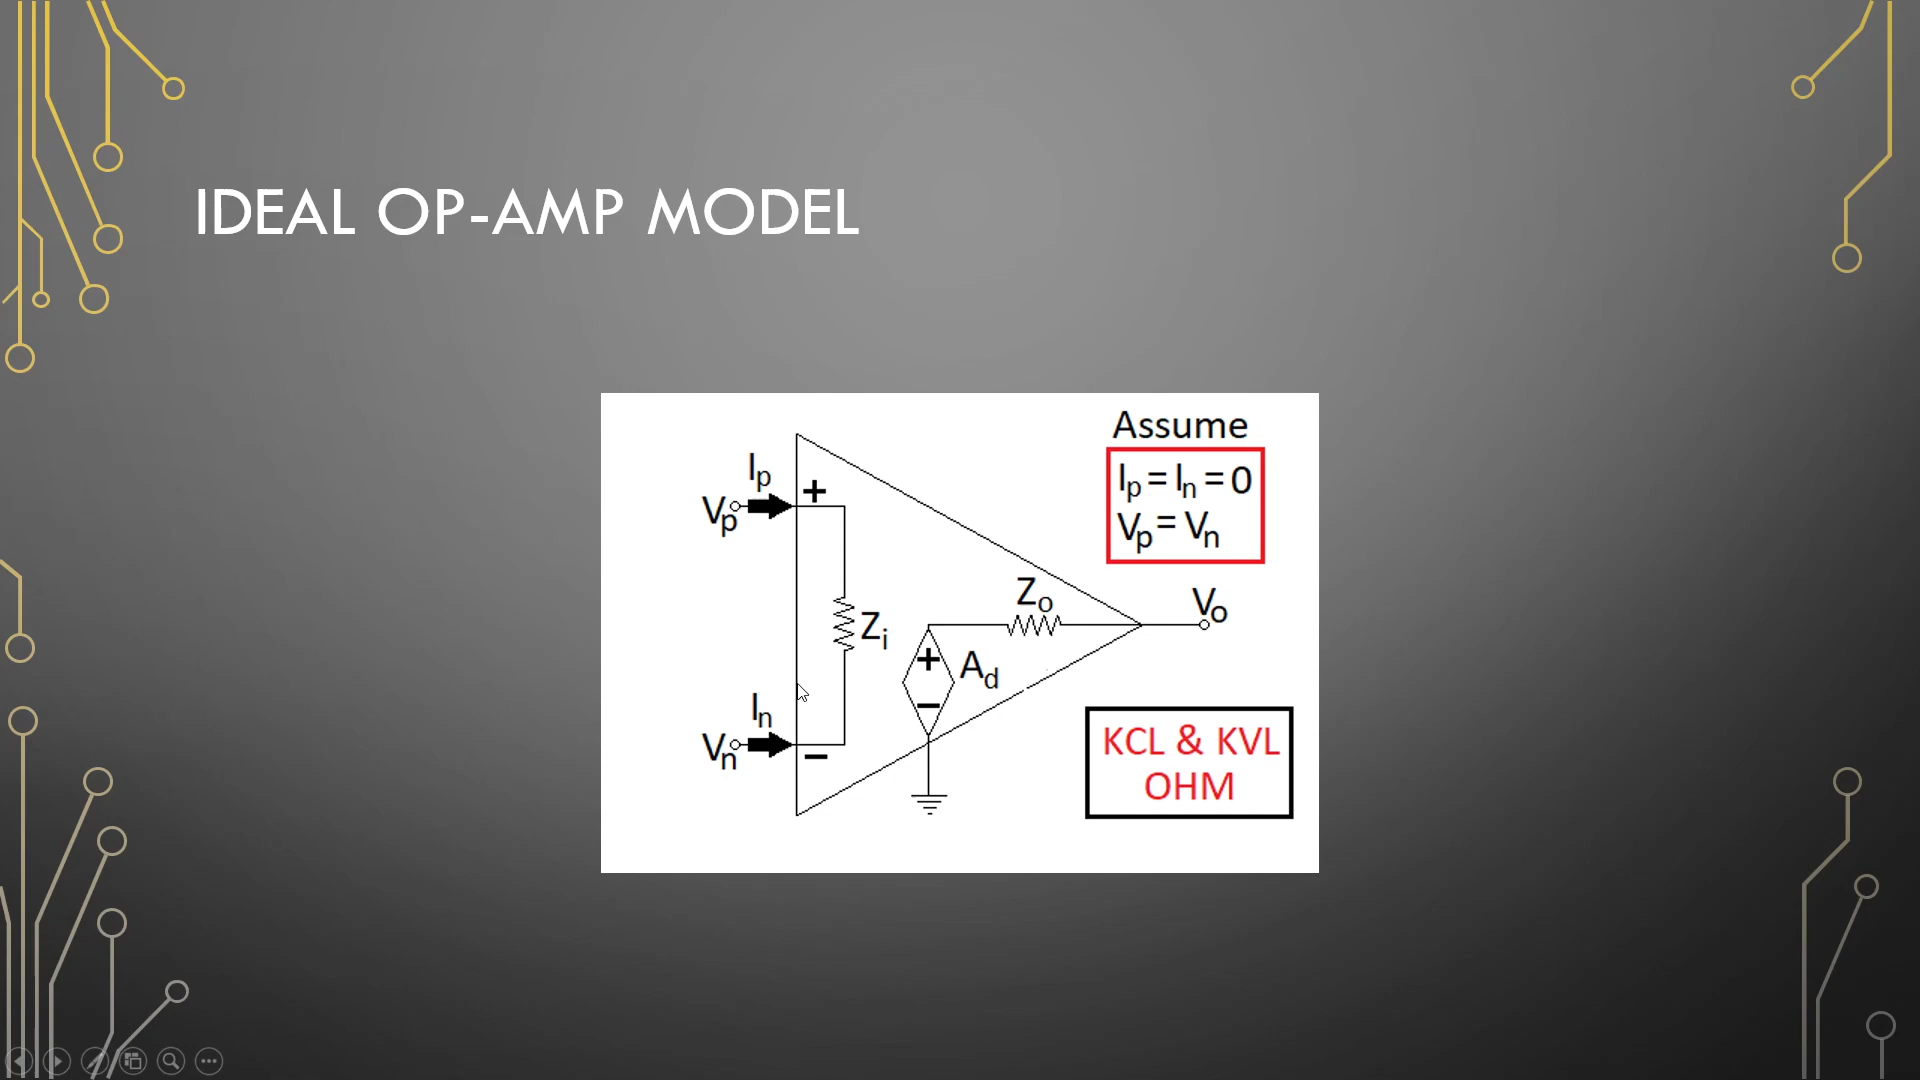 IDEAL OP-AMP MODEL
Assume
Ip = In = 0
Vp = Vn
Ip
Vp
+
Zi
In
Vn
−
Zo
Vo
+
Ad
−
KCL & KVL
OHM